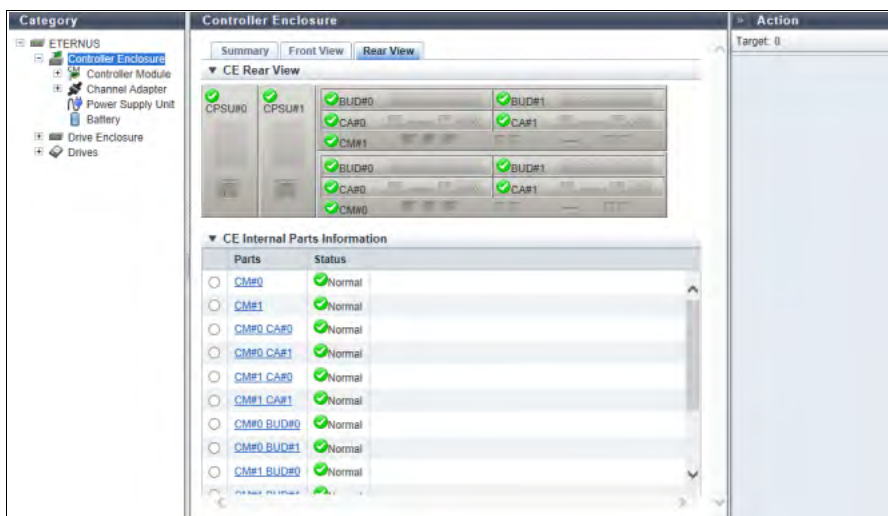 Category
ETERNUS
Controller Enclosure
Controller Module
Channel Adapter
Power Supply Unit
Battery
Drive Enclosure
Drives
Controller Enclosure
Summary Front View Rear View
CE Rear View
CPSU#0 CPSU#1
BUD#0 BUD#1
CA#0 CA#1
CM#1
BUD#0 BUD#1
CA#0 CA#1
CM#0
CE Internal Parts Information
Parts Status
CM#0 Normal
CM#1 Normal
CM#0 CA#0 Normal
CM#0 CA#1 Normal
CM#1 CA#0 Normal
CM#1 CA#1 Normal
CM#0 BUD#0 Normal
CM#0 BUD#1 Normal
CM#1 BUD#0 Normal
» Action
Target: 0